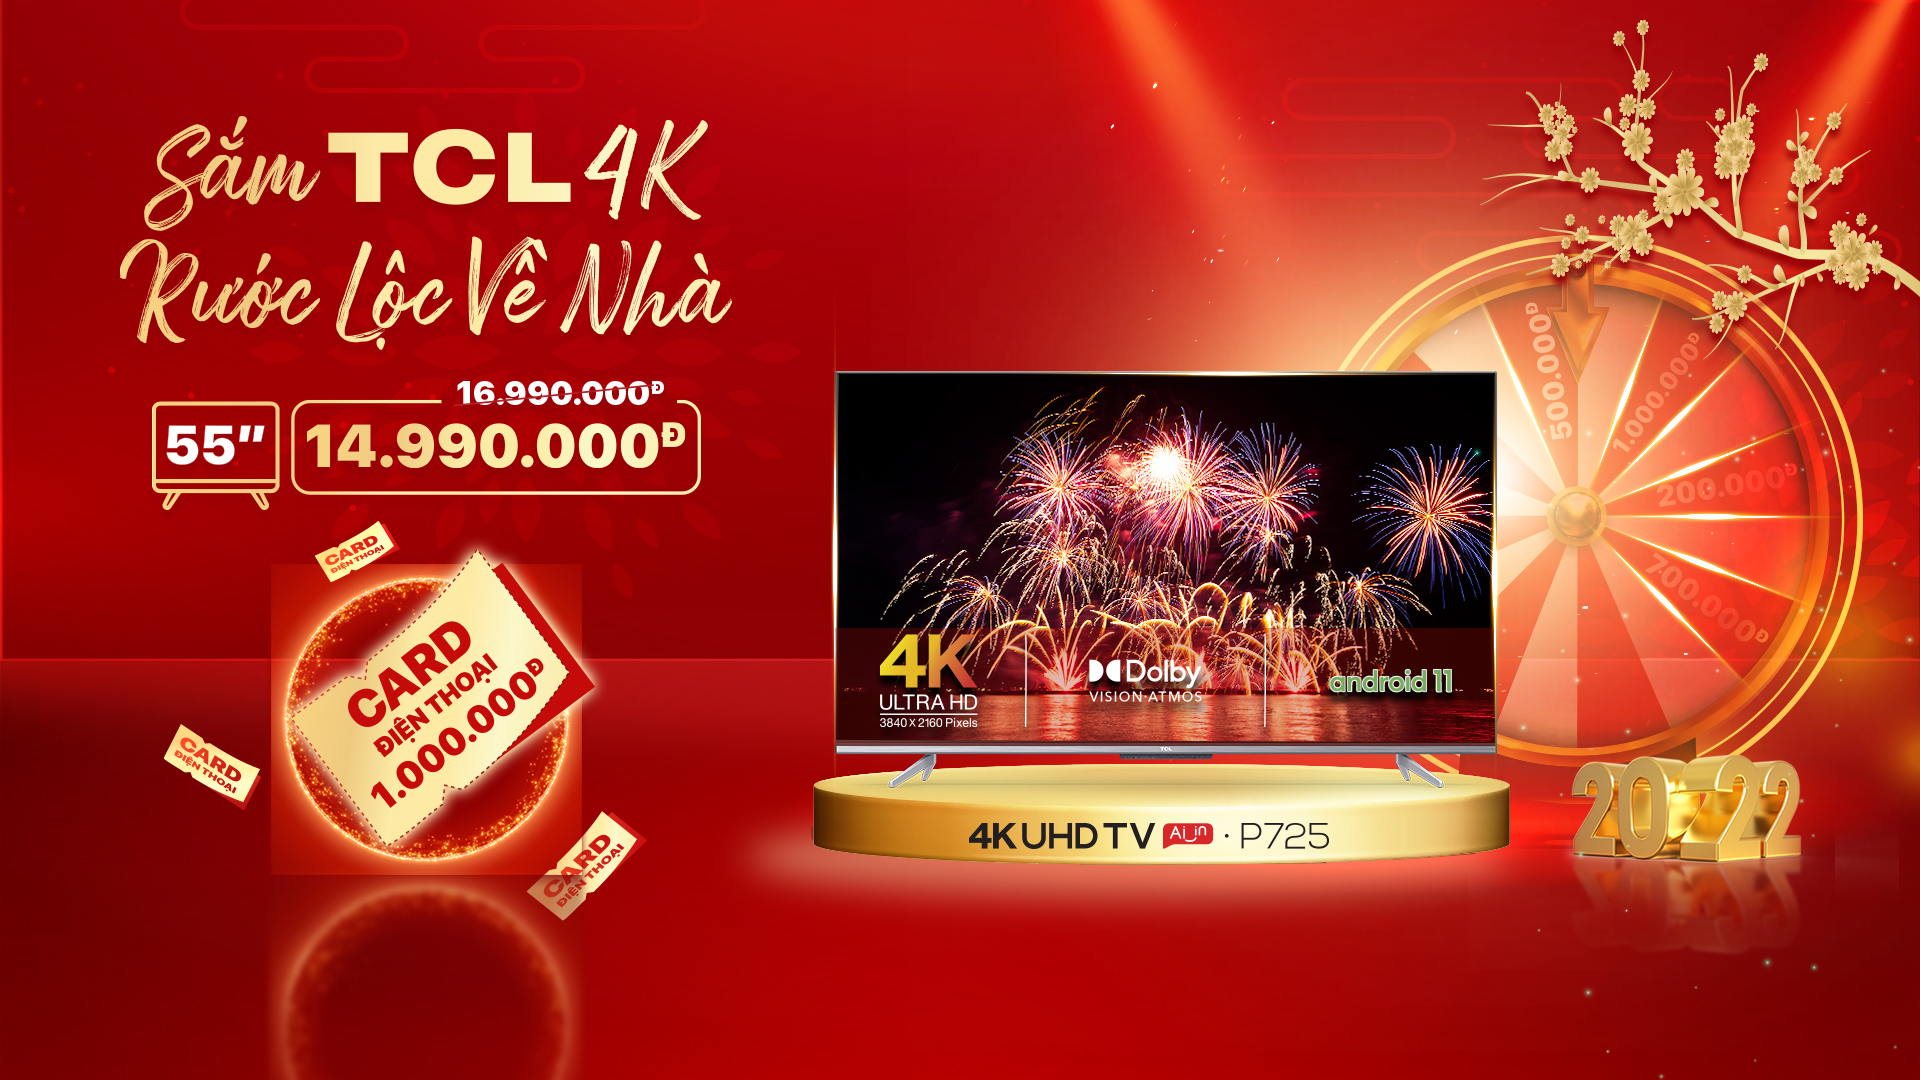 Sắm TCL 4K
Rước Lộc Về Nhà
16.990.000Đ
55"
14.990.000Đ
CARD
ĐIỆN THOẠI
CARD
ĐIỆN THOẠI
1.000.000Đ
CARD
ĐIỆN THOẠI
CARD
ĐIỆN THOẠI
500.000Đ
1.000.000Đ
200.000Đ
700.000Đ
4K
ULTRA HD
3840 X 2160 Pixels
Dolby
VISION·ATMOS
android 11
TCL
4K UHD TV Ai_in · P725
2022